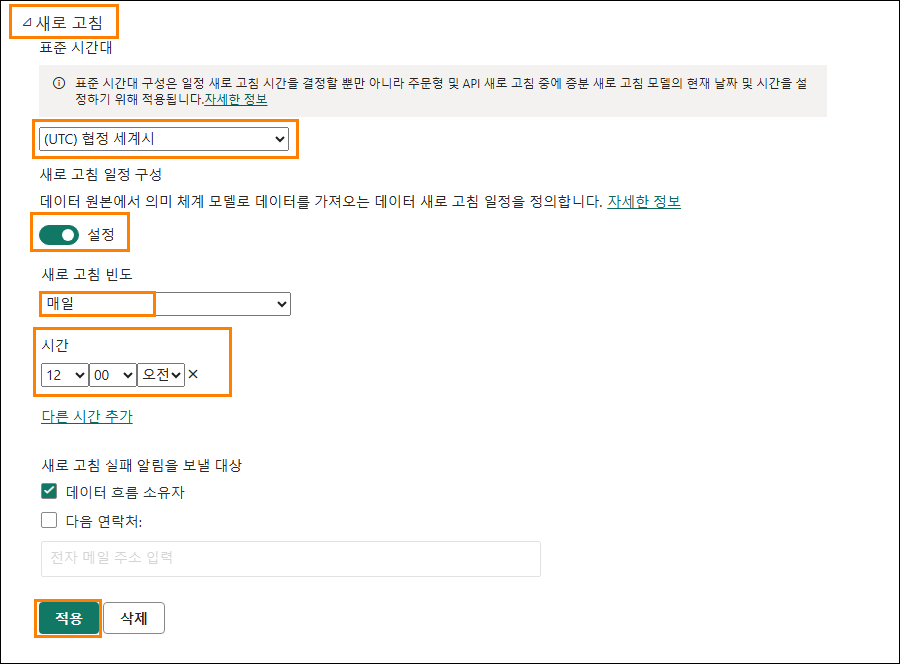 새로 고침
표준 시간대
표준 시간대 구성은 일정 새로 고침 시간을 결정할 뿐만 아니라 주문형 및 API 새로 고침 중에 증분 새로 고침 모델의 현재 날짜 및 시간을 설
정하기 위해 적용됩니다.자세한 정보
(UTC) 협정 세계시
새로 고침 일정 구성
데이터 원본에서 의미 체계 모델로 데이터를 가져오는 데이터 새로 고침 일정을 정의합니다. 자세한 정보
설정
새로 고침 빈도
매일
시간
12 00 오전 ×
다른 시간 추가
새로 고침 실패 알림을 보낼 대상
데이터 흐름 소유자
다음 연락처:
전자 메일 주소 입력
적용 삭제